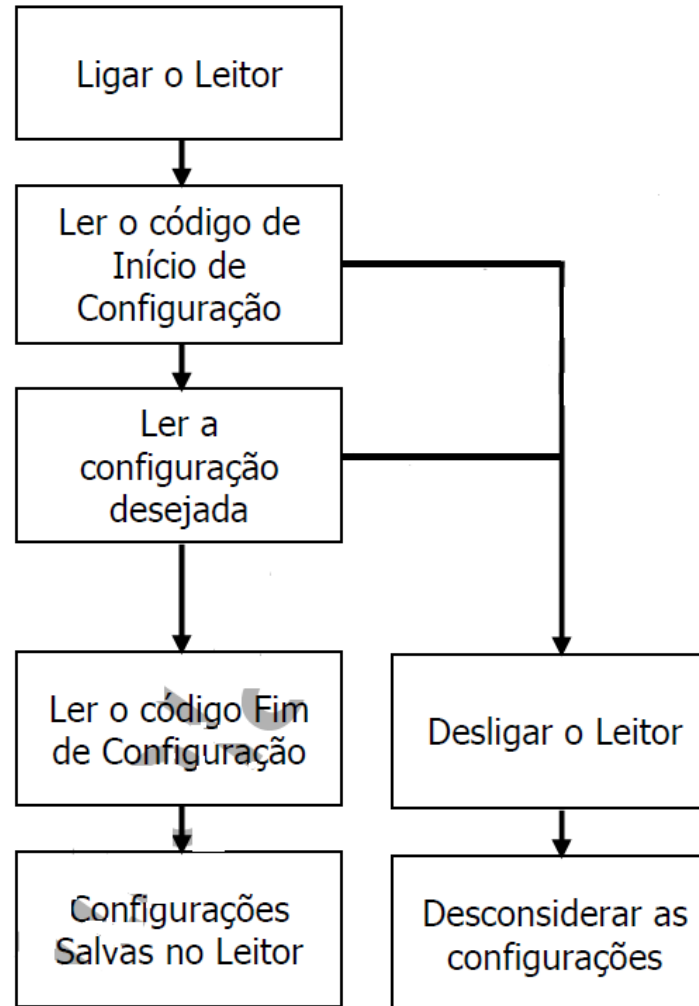 Ligar o Leitor
Ler o código de
Início de
Configuração
Ler a
configuração
desejada
Ler o código Fim
de Configuração
Desligar o Leitor
Configurações
Salvas no Leitor
Desconsiderar as
configurações